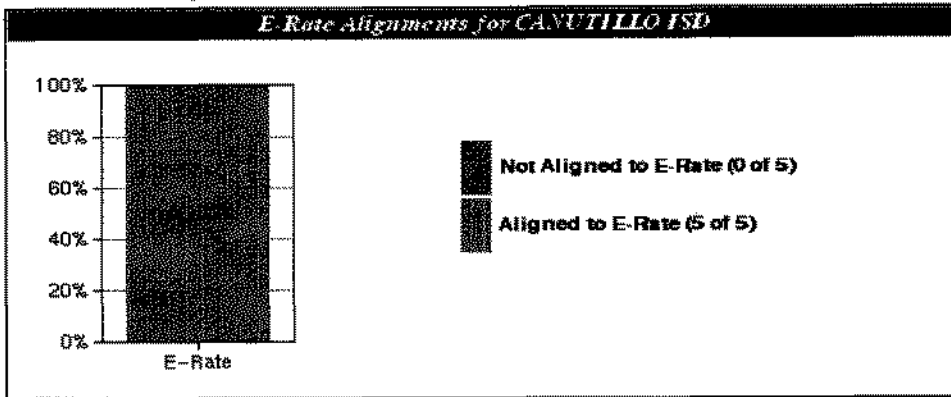 E-Rate Alignments for CANUTILLO ISD
100%
80%
60%
40%
20%
0%
E-Rate
Not Aligned to E-Rate (0 of 5)
Aligned to E-Rate (5 of 5)